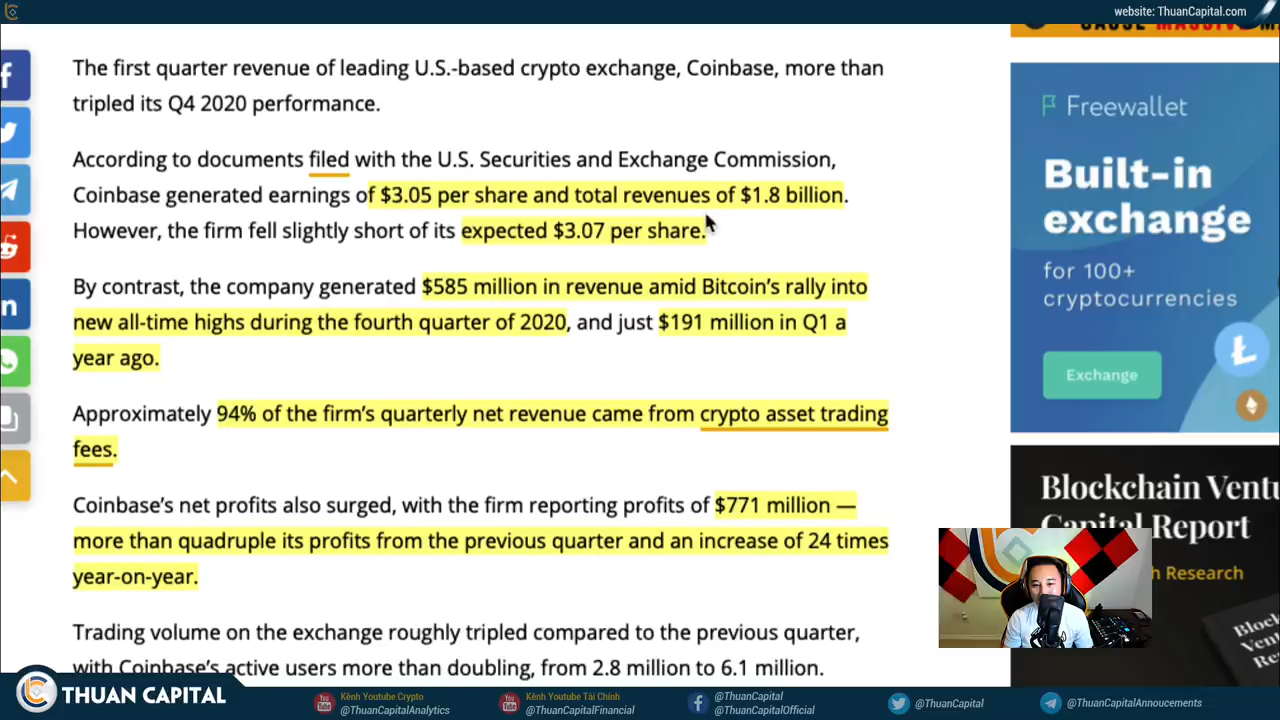 website: ThuanCapital.com
The first quarter revenue of leading U.S.-based crypto exchange, Coinbase, more than
tripled its Q4 2020 performance.
According to documents filed with the U.S. Securities and Exchange Commission,
Coinbase generated earnings of $3.05 per share and total revenues of $1.8 billion.
However, the firm fell slightly short of its expected $3.07 per share.
By contrast, the company generated $585 million in revenue amid Bitcoin’s rally into
new all-time highs during the fourth quarter of 2020, and just $191 million in Q1 a
year ago.
Approximately 94% of the firm’s quarterly net revenue came from crypto asset trading
fees.
Coinbase’s net profits also surged, with the firm reporting profits of $771 million —
more than quadruple its profits from the previous quarter and an increase of 24 times
year-on-year.
Trading volume on the exchange roughly tripled compared to the previous quarter,
with Coinbase’s active users more than doubling, from 2.8 million to 6.1 million.
Freewallet
Built-in
exchange
for 100+
cryptocurrencies
Exchange
Blockchain Ventu
Capital Report
h Research
THUAN CAPITAL
Kênh Youtube Crypto
@ThuanCapitalAnalytics
Kênh Youtube Tài Chính
@ThuanCapitalFinancial
@ThuanCapital
@ThuanCapitalOfficial
@ThuanCapital
@ThuanCapitalAnnoucements